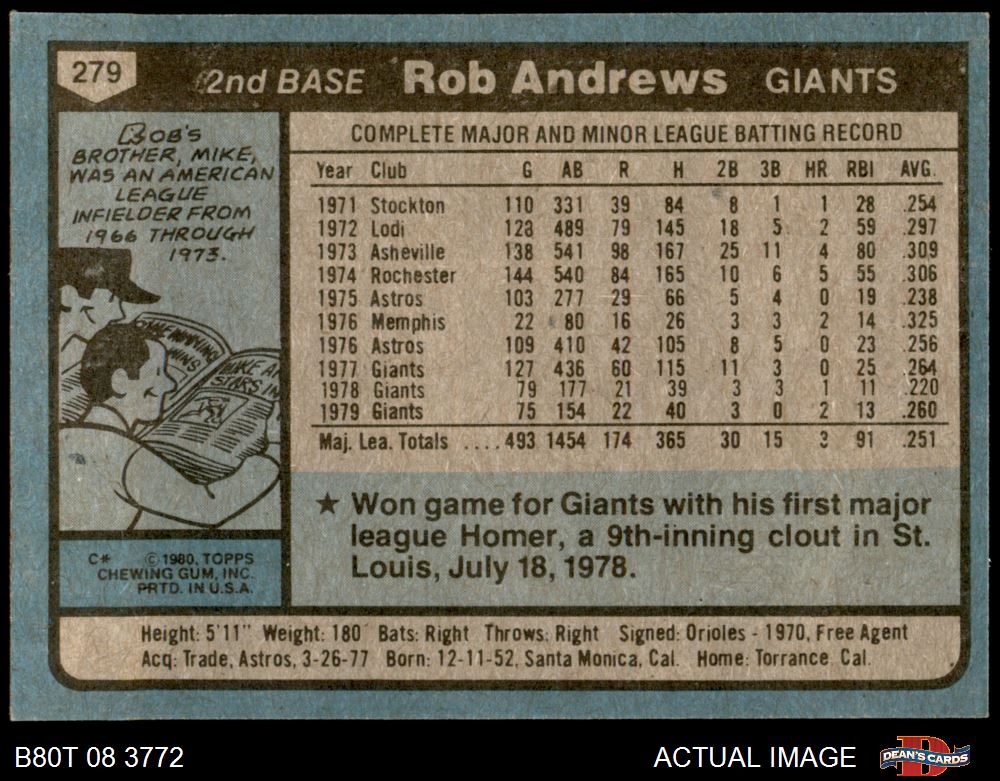 279
2nd BASE Rob Andrews GIANTS
BOB'S
BROTHER, MIKE,
WAS AN AMERICAN
LEAGUE
INFIELDER FROM
1966 THROUGH
1973.
COMPLETE MAJOR AND MINOR LEAGUE BATTING RECORD
Year Club G AB R H 2B 3B HR RBI AVG.
1971 Stockton 110 331 39 84 8 1 1 28 .254
1972 Lodi 123 489 79 145 18 5 2 59 .297
1973 Asheville 138 541 98 167 25 11 4 80 .309
1974 Rochester 144 540 84 165 10 6 5 55 .306
1975 Astros 103 277 29 66 5 4 0 19 .238
1976 Memphis 22 80 16 26 3 3 2 14 .325
1976 Astros 109 410 42 105 8 5 0 23 .256
1977 Giants 127 436 60 115 11 3 0 25 .264
1978 Giants 79 177 21 39 3 3 1 11 .220
1979 Giants 75 154 22 40 3 0 2 13 .260
Maj. Lea. Totals ....493 1454 174 365 30 15 3 91 .251
★ Won game for Giants with his first major
league Homer, a 9th-inning clout in St.
Louis, July 18, 1978.
C* © 1980, TOPPS
CHEWING GUM, INC.
PRTD. IN U.S.A.
Height: 5'11" Weight: 180 Bats: Right Throws: Right Signed: Orioles - 1970, Free Agent
Acq: Trade, Astros, 3-26-77 Born: 12-11-52, Santa Monica, Cal. Home: Torrance Cal.
B80T 08 3772
ACTUAL IMAGE
DEAN'S CARDS